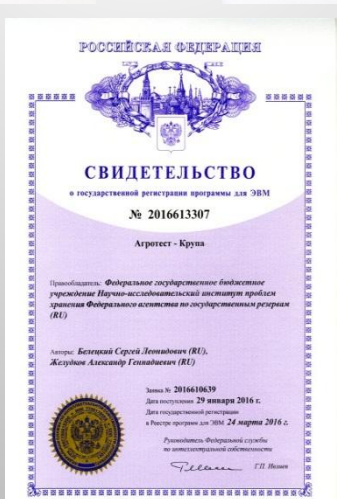 РОССИЙСКАЯ ФЕДЕРАЦИЯ
СВИДЕТЕЛЬСТВО
о государственной регистрации программы для ЭВМ
№ 2016613307
Агротест - Крупа
Правообладатель: Федеральное государственное бюджетное
учреждение Научно-исследовательский институт проблем
хранения Федерального агентства по государственным резервам
(RU)
Авторы: Белецкий Сергей Леонидович (RU),
Желудков Александр Геннадиевич (RU)
Заявка № 2016610639
Дата поступления 29 января 2016 г.
Дата государственной регистрации
в Реестре программ для ЭВМ 24 марта 2016 г.
Руководитель Федеральной службы
по интеллектуальной собственности
Г.П. Ивлиев